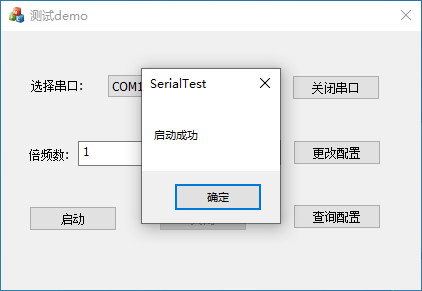 测试demo
SerialTest
选择串口:
COM1
关闭串口
启动成功
倍频数:
1
更改配置
确定
启动
查询配置